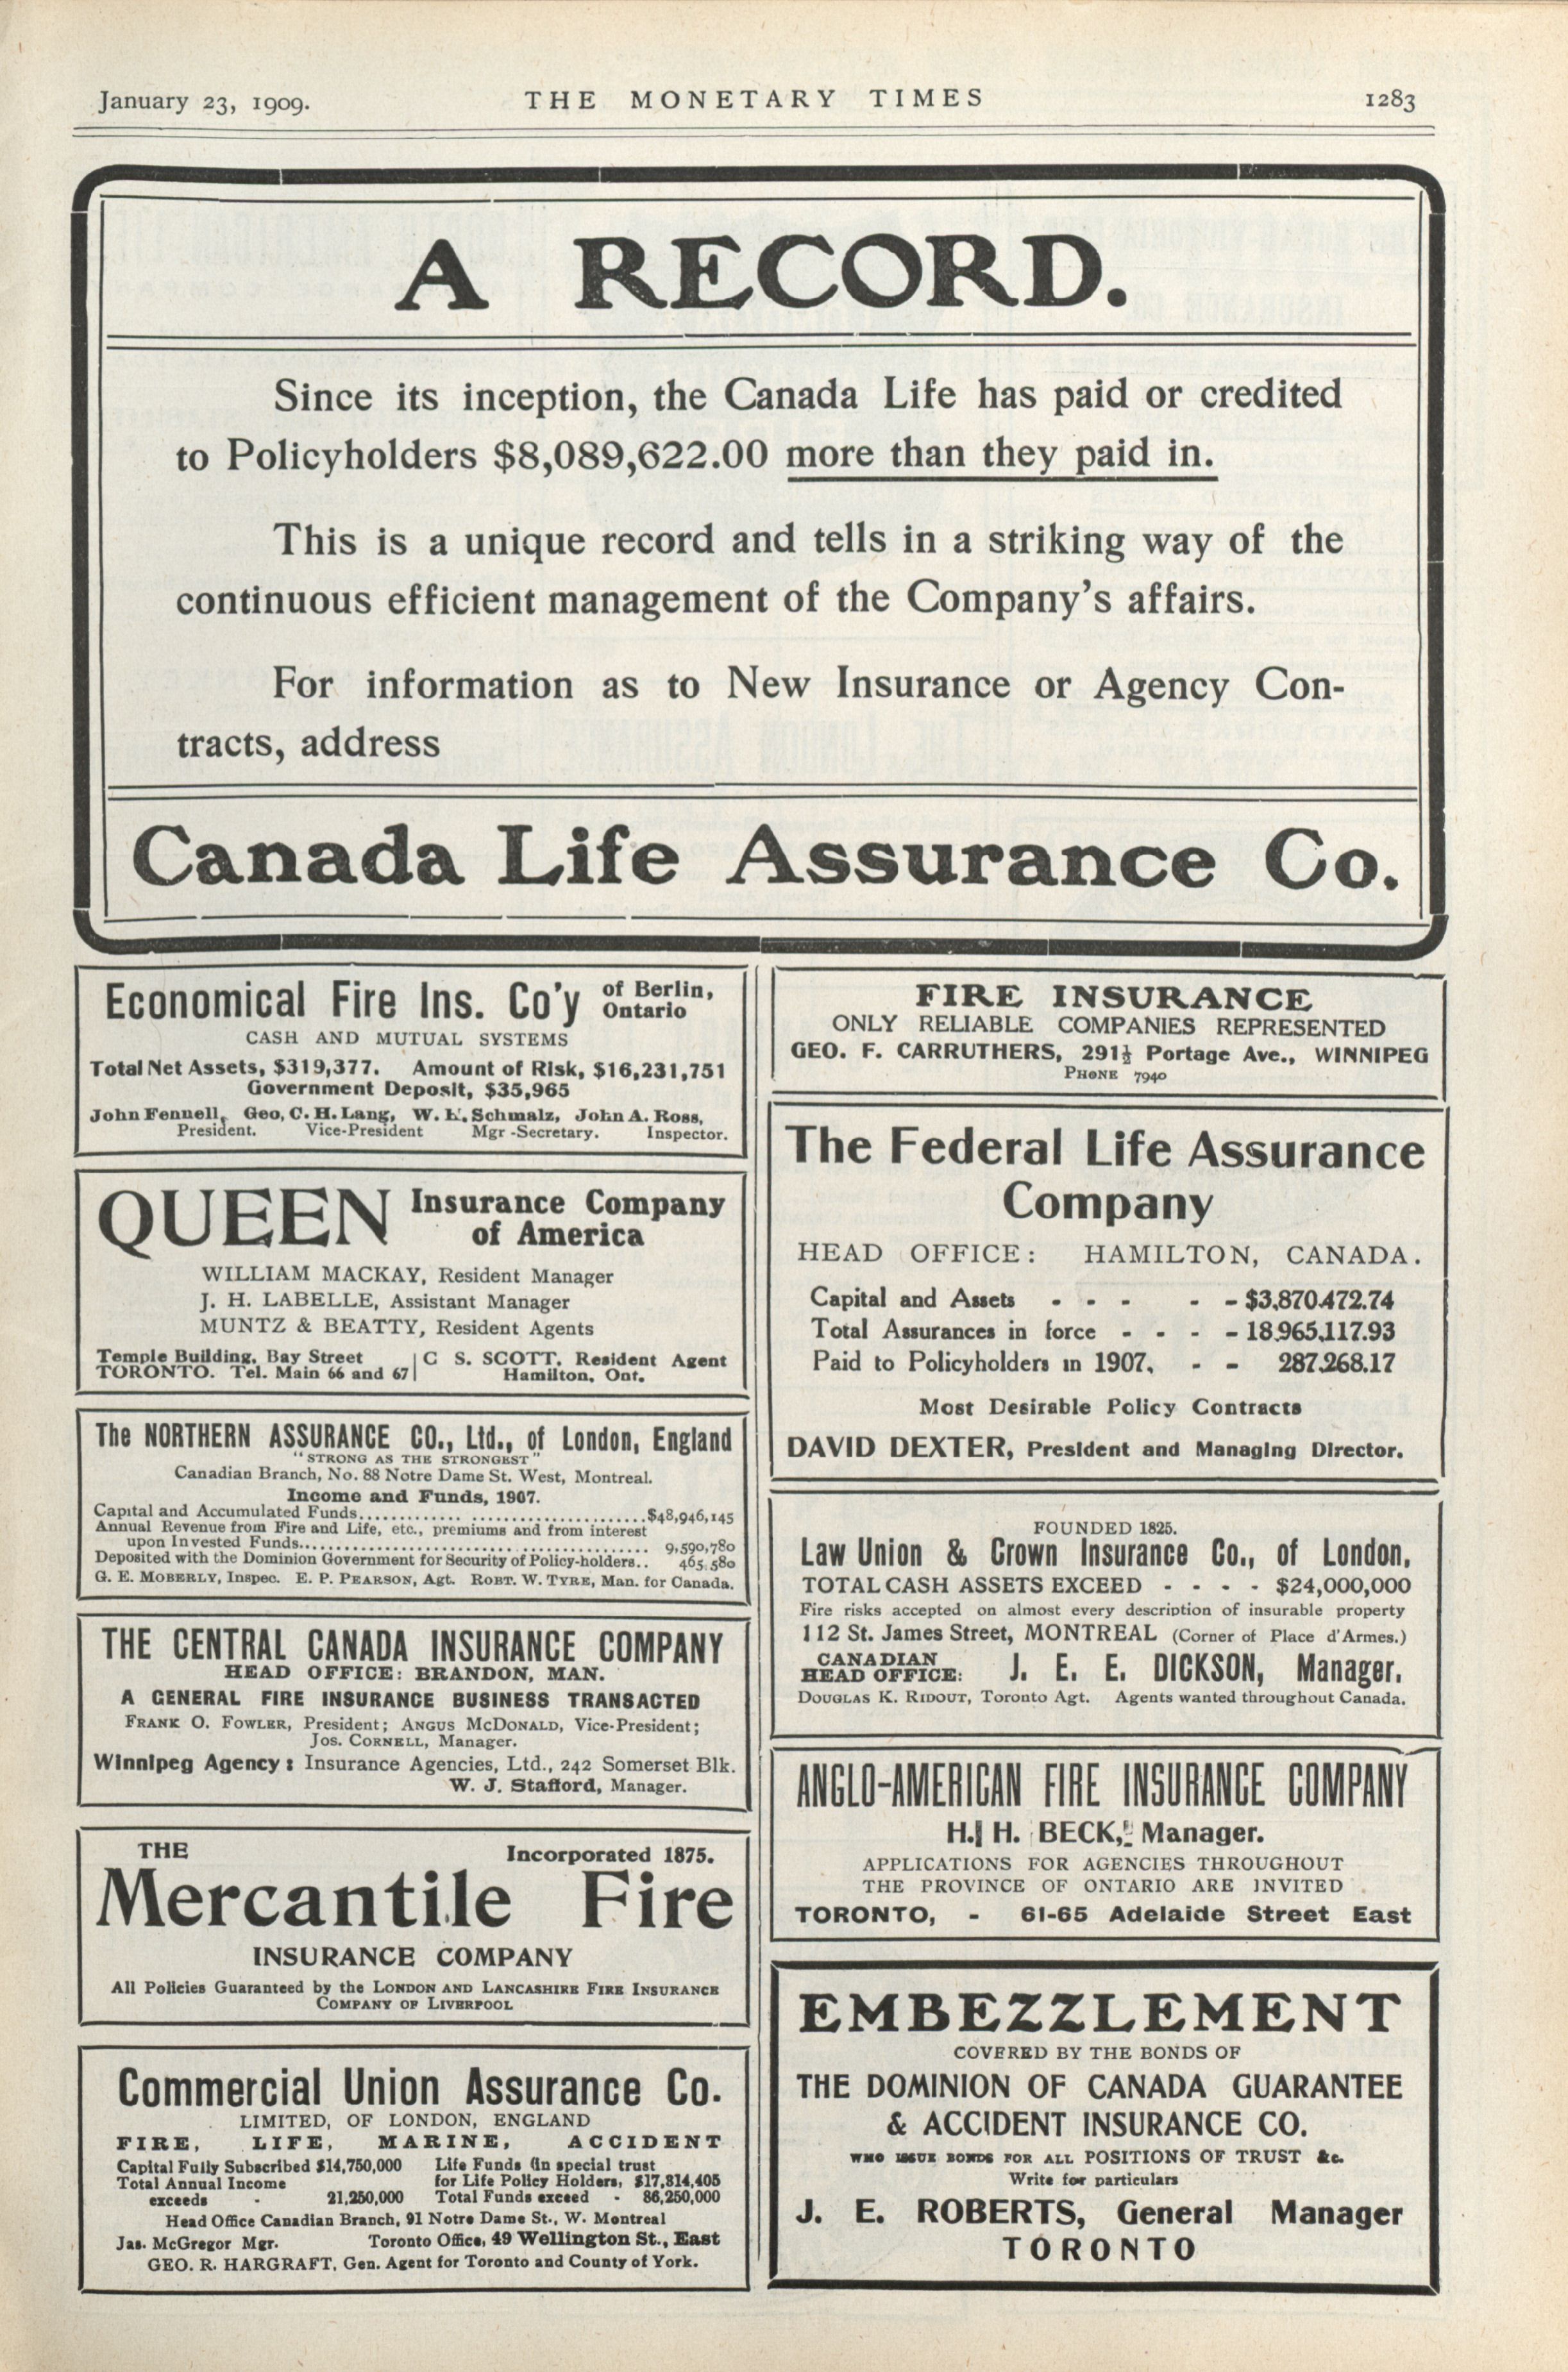 January 23, 1909.
THE MONETARY TIMES
1283
A RECORD.
Since its inception, the Canada Life has paid or credited
to Policyholders $8,089,622.00 more than they paid in.
This is a unique record and tells in a striking way of the
continuous efficient management of the Company's affairs.
For information as to New Insurance or Agency Con-
tracts, address
Canada Life Assurance Co.
Economical Fire Ins. Co'y of Berlin,
Ontario
CASH AND MUTUAL SYSTEMS
Total Net Assets, $319,377. Amount of Risk, $16,231,751
Government Deposit, $35,965
John Fennell, Geo, C. H. Lang, W. H. Schmalz, John A. Ross,
President. Vice-President Mgr-Secretary. Inspector.
QUEEN Insurance Company
of America
WILLIAM MACKAY, Resident Manager
J. H. LABELLE, Assistant Manager
MUNTZ & BEATTY, Resident Agents
Temple Building, Bay Street
TORONTO. Tel. Main 66 and 67
C S. SCOTT, Resident Agent
Hamilton, Ont.
The NORTHERN ASSURANCE CO., Ltd., of London, England
"STRONG AS THE STRONGEST"
Canadian Branch, No. 88 Notre Dame St. West, Montreal.
Income and Funds, 1907.
Capital and Accumulated Funds..................................$48,946,145
Annual Revenue from Fire and Life, etc., premiums and from interest
upon Invested Funds........................................ 9,590,780
Deposited with the Dominion Government for Security of Policy-holders.. 465,580
G. E. MOBERLY, Inspec. E. P. PEARSON, Agt. ROBT. W. TYRE, Man. for Canada.
THE CENTRAL CANADA INSURANCE COMPANY
HEAD OFFICE: BRANDON, MAN.
A GENERAL FIRE INSURANCE BUSINESS TRANSACTED
FRANK O. FOWLER, President; ANGUS MCDONALD, Vice-President;
JOS. CORNELL, Manager.
Winnipeg Agency: Insurance Agencies, Ltd., 242 Somerset Blk.
W. J. Stafford, Manager.
THE
Incorporated 1875.
Mercantile Fire
INSURANCE COMPANY
All Policies Guaranteed by the LONDON AND LANCASHIRE FIRE INSURANCE
COMPANY OF LIVERPOOL
Commercial Union Assurance Co.
LIMITED, OF LONDON, ENGLAND
FIRE, LIFE, MARINE, ACCIDENT
Capital Fully Subscribed $14,750,000
Total Annual Income
exceeds - 21,250,000
Life Funds (in special trust
for Life Policy Holders, $17,814,405
Total Funds exceed - 86,250,000
Head Office Canadian Branch, 91 Notre Dame St., W. Montreal
Jas. McGregor Mgr. Toronto Office, 49 Wellington St., East
GEO. R. HARGRAFT, Gen. Agent for Toronto and County of York.
FIRE INSURANCE
ONLY RELIABLE COMPANIES REPRESENTED
GEO. F. CARRUTHERS, 291½ Portage Ave., WINNIPEG
PHONE 7940
The Federal Life Assurance
Company
HEAD OFFICE: HAMILTON, CANADA.
Capital and Assets - - - - - $3,870,472.74
Total Assurances in force - - - - 18,965,117.93
Paid to Policyholders in 1907, - - 287,268.17
Most Desirable Policy Contracts
DAVID DEXTER, President and Managing Director.
FOUNDED 1825.
Law Union & Crown Insurance Co., of London.
TOTAL CASH ASSETS EXCEED - - - - $24,000,000
Fire risks accepted on almost every description of insurable property
112 St. James Street, MONTREAL (Corner of Place d'Armes.)
CANADIAN
HEAD OFFICE:
J. E. E. DICKSON, Manager.
DOUGLAS K. RIDOUT, Toronto Agt. Agents wanted throughout Canada.
ANGLO-AMERICAN FIRE INSURANCE COMPANY
H. H. BECK, Manager.
APPLICATIONS FOR AGENCIES THROUGHOUT
THE PROVINCE OF ONTARIO ARE INVITED
TORONTO, - 61-65 Adelaide Street East
EMBEZZLEMENT
COVERED BY THE BONDS OF
THE DOMINION OF CANADA GUARANTEE
& ACCIDENT INSURANCE CO.
WHO ISSUE BONDS FOR ALL POSITIONS OF TRUST &c.
Write for particulars
J. E. ROBERTS, General Manager
TORONTO